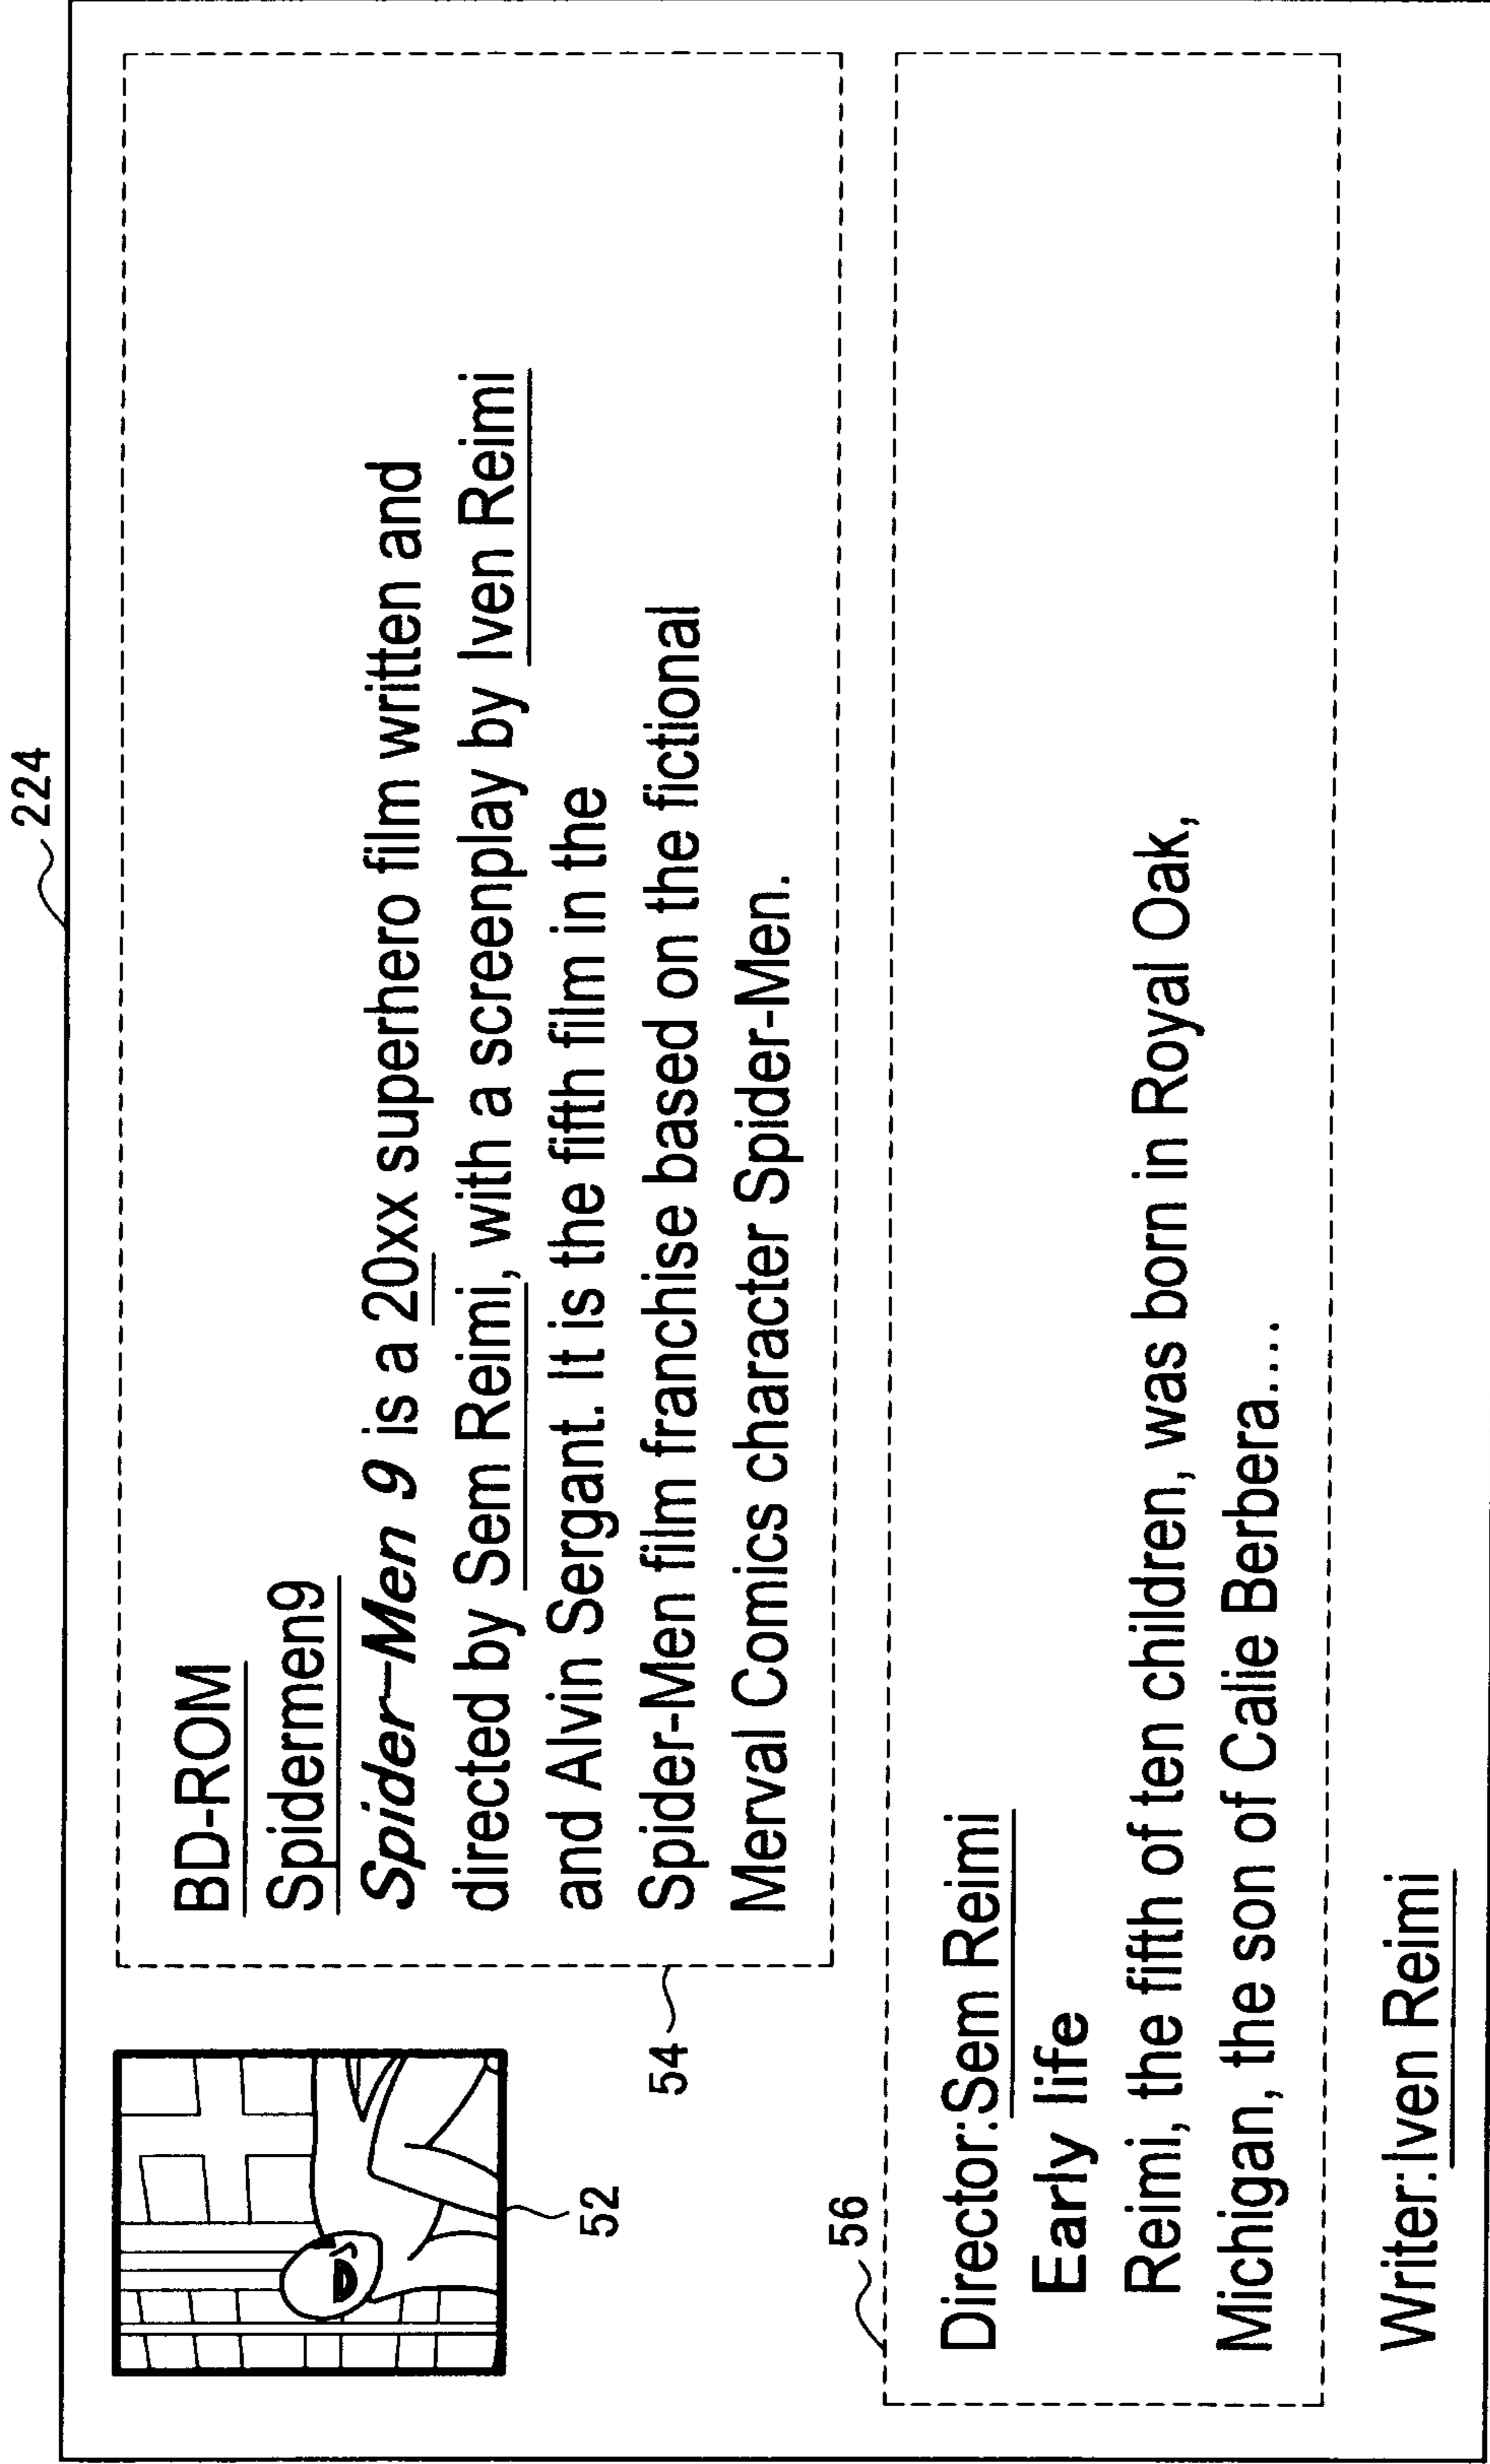 224
52
BD-ROM
Spidermen9
Spider-Men 9 is a 20xx superhero film written and
directed by Sem Reimi, with a screenplay by Iven Reimi
and Alvin Sergant. It is the fifth film in the
Spider-Men film franchise based on the fictional
Merval Comics character Spider-Men.
54
56
Director:Sem Reimi
Early life
Reimi, the fifth of ten children, was born in Royal Oak,
Michigan, the son of Calie Berbera....
Writer:Iven Reimi